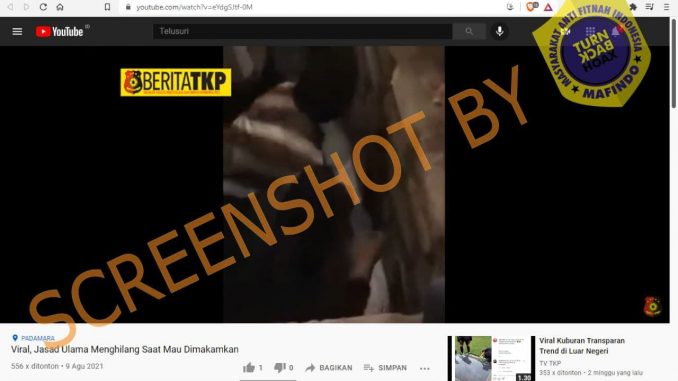 youtube.com/watch?v=eYdgSJtf-0M
YouTube ID
Telusuri
MASYARAKAT ANTI FITNAH INDONESIA
TURN BACK HOAX
MAFINDO
BERITATKP
SCREENSHOT BY
PADAMARA
Viral, Jasad Ulama Menghilang Saat Mau Dimakamkan
556 x ditonton • 9 Agu 2021
1
0
BAGIKAN
SIMPAN
Viral Kuburan Transparan
Trend di Luar Negeri
TV TKP
353 x ditonton • 2 minggu yang lalu
1.30